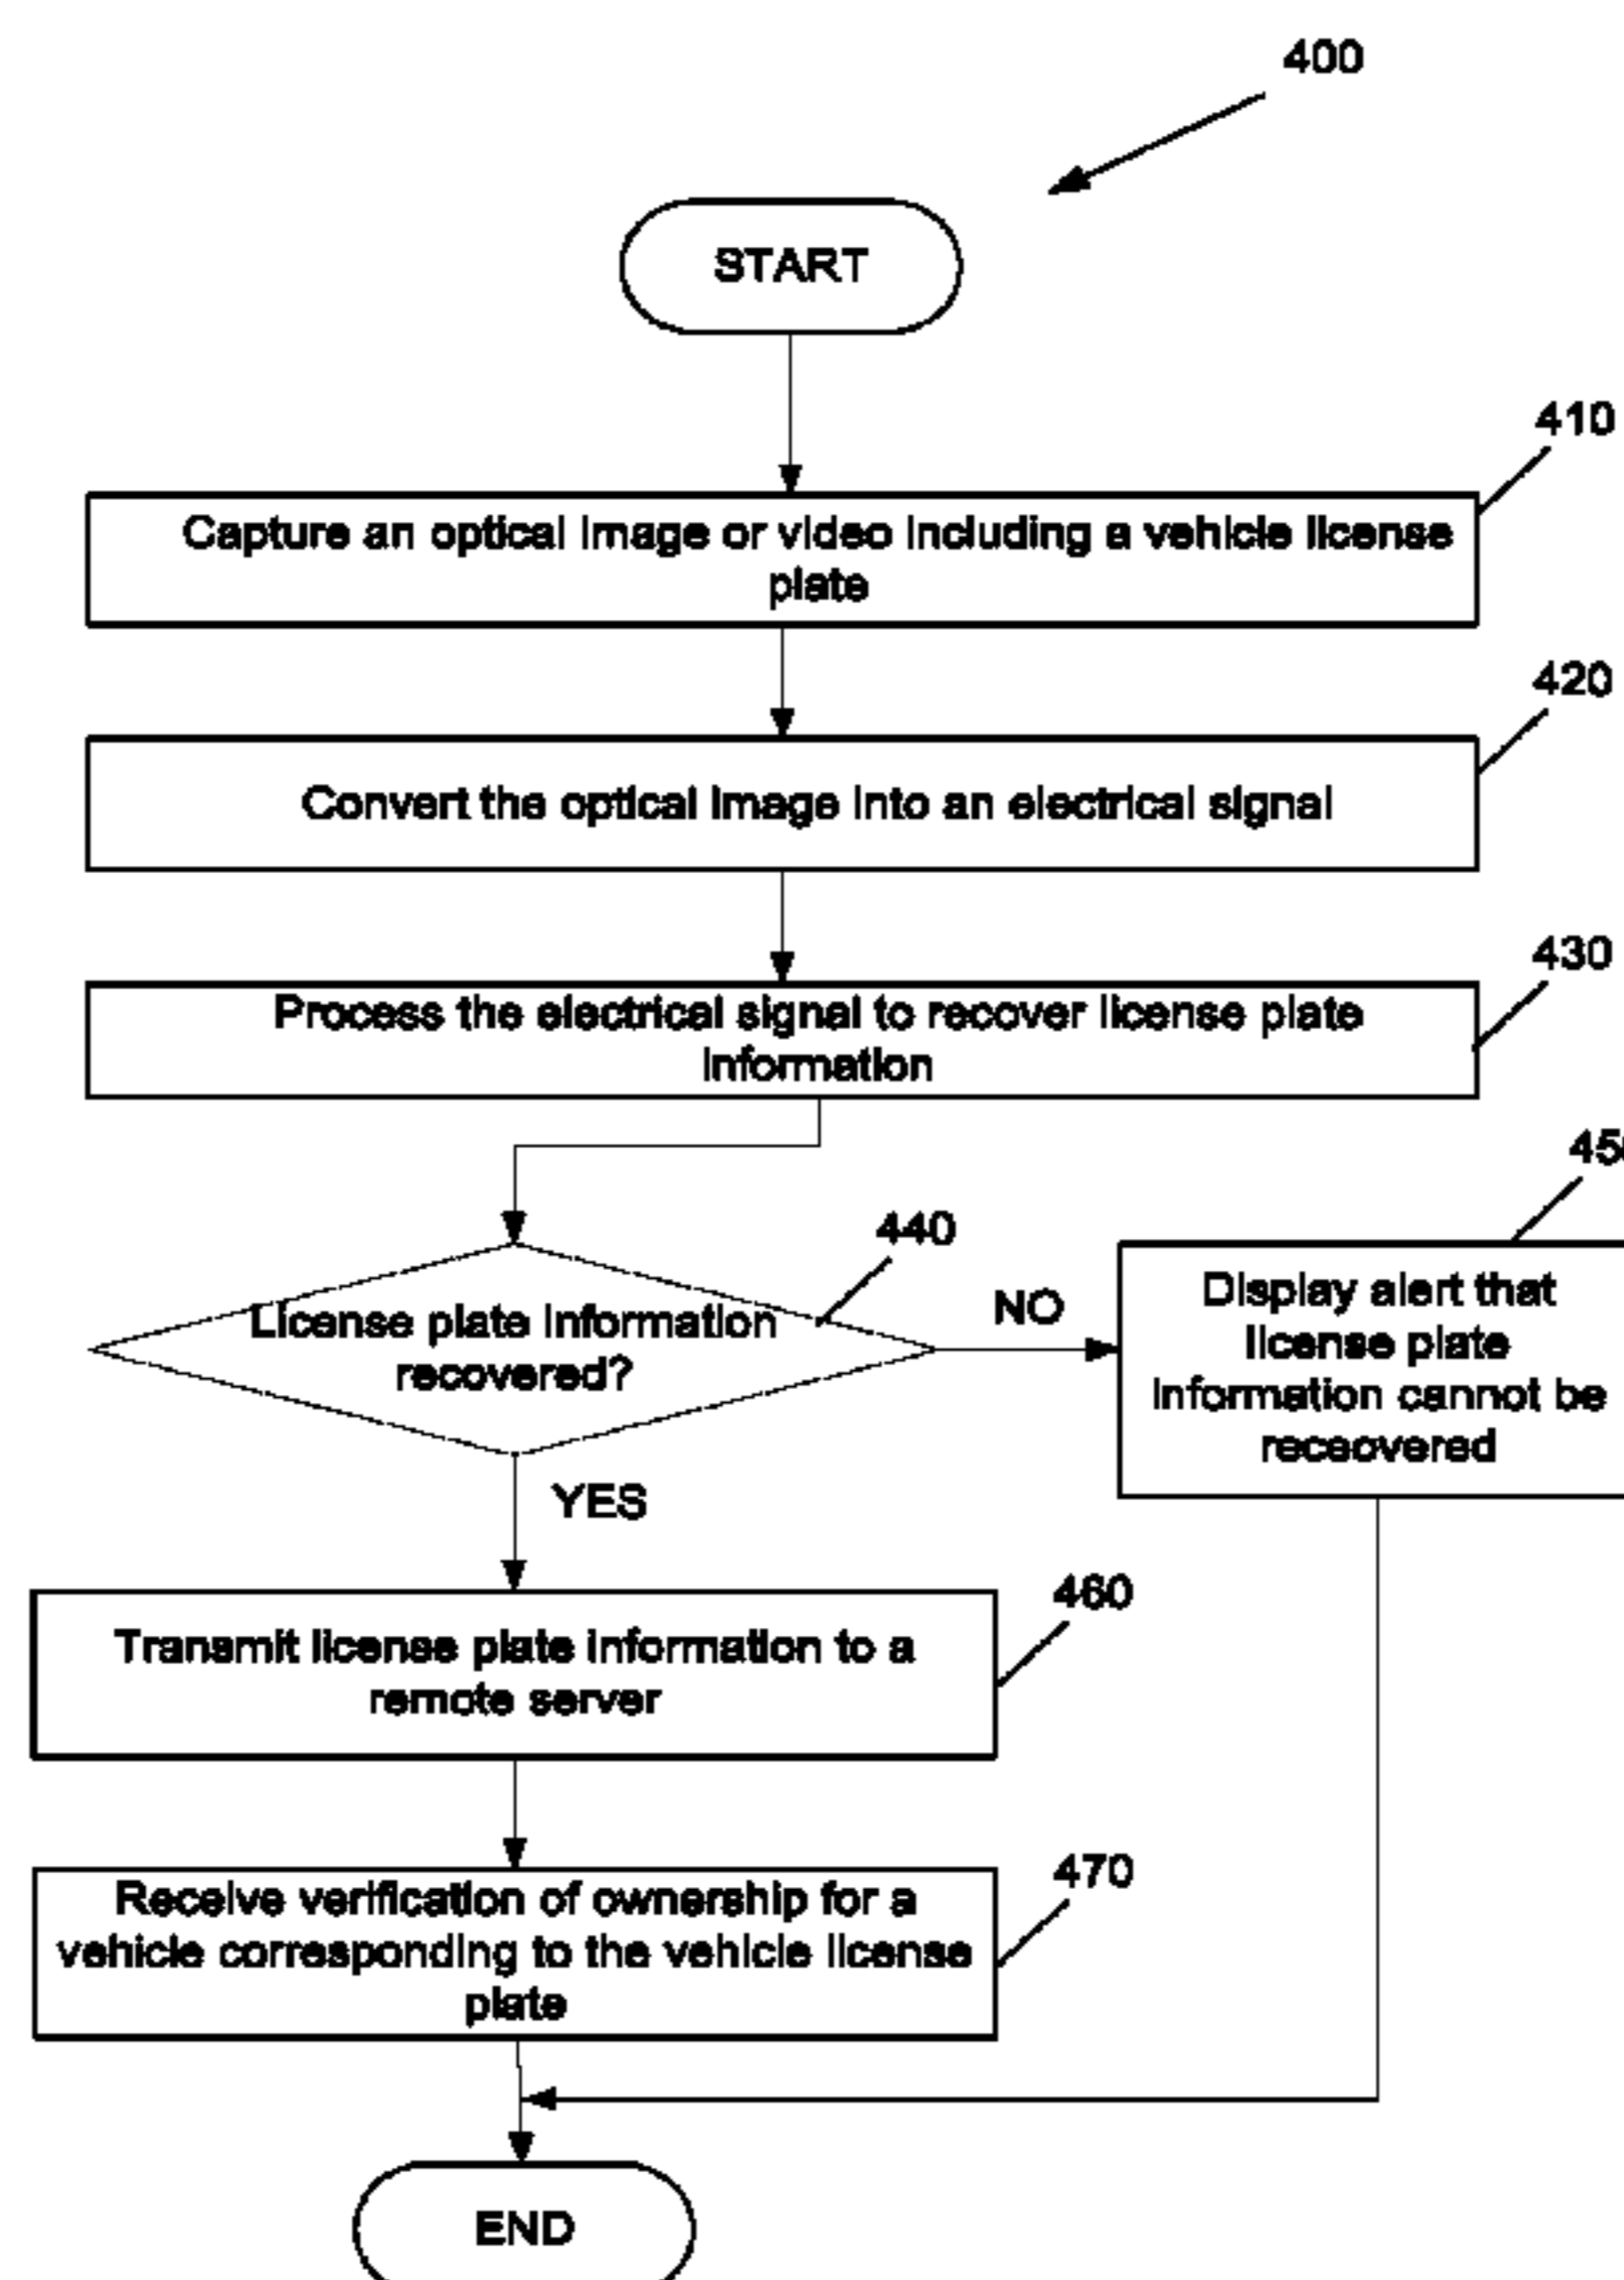 400
START
410
Capture an optical image or video including a vehicle license
plate
420
Convert the optical image into an electrical signal
430
Process the electrical signal to recover license plate
information
440
License plate information
recovered?
NO
Display alert that
license plate
information cannot be
receovered
YES
460
Transmit license plate information to a
remote server
470
Receive verification of ownership for a
vehicle corresponding to the vehicle license
plate
END